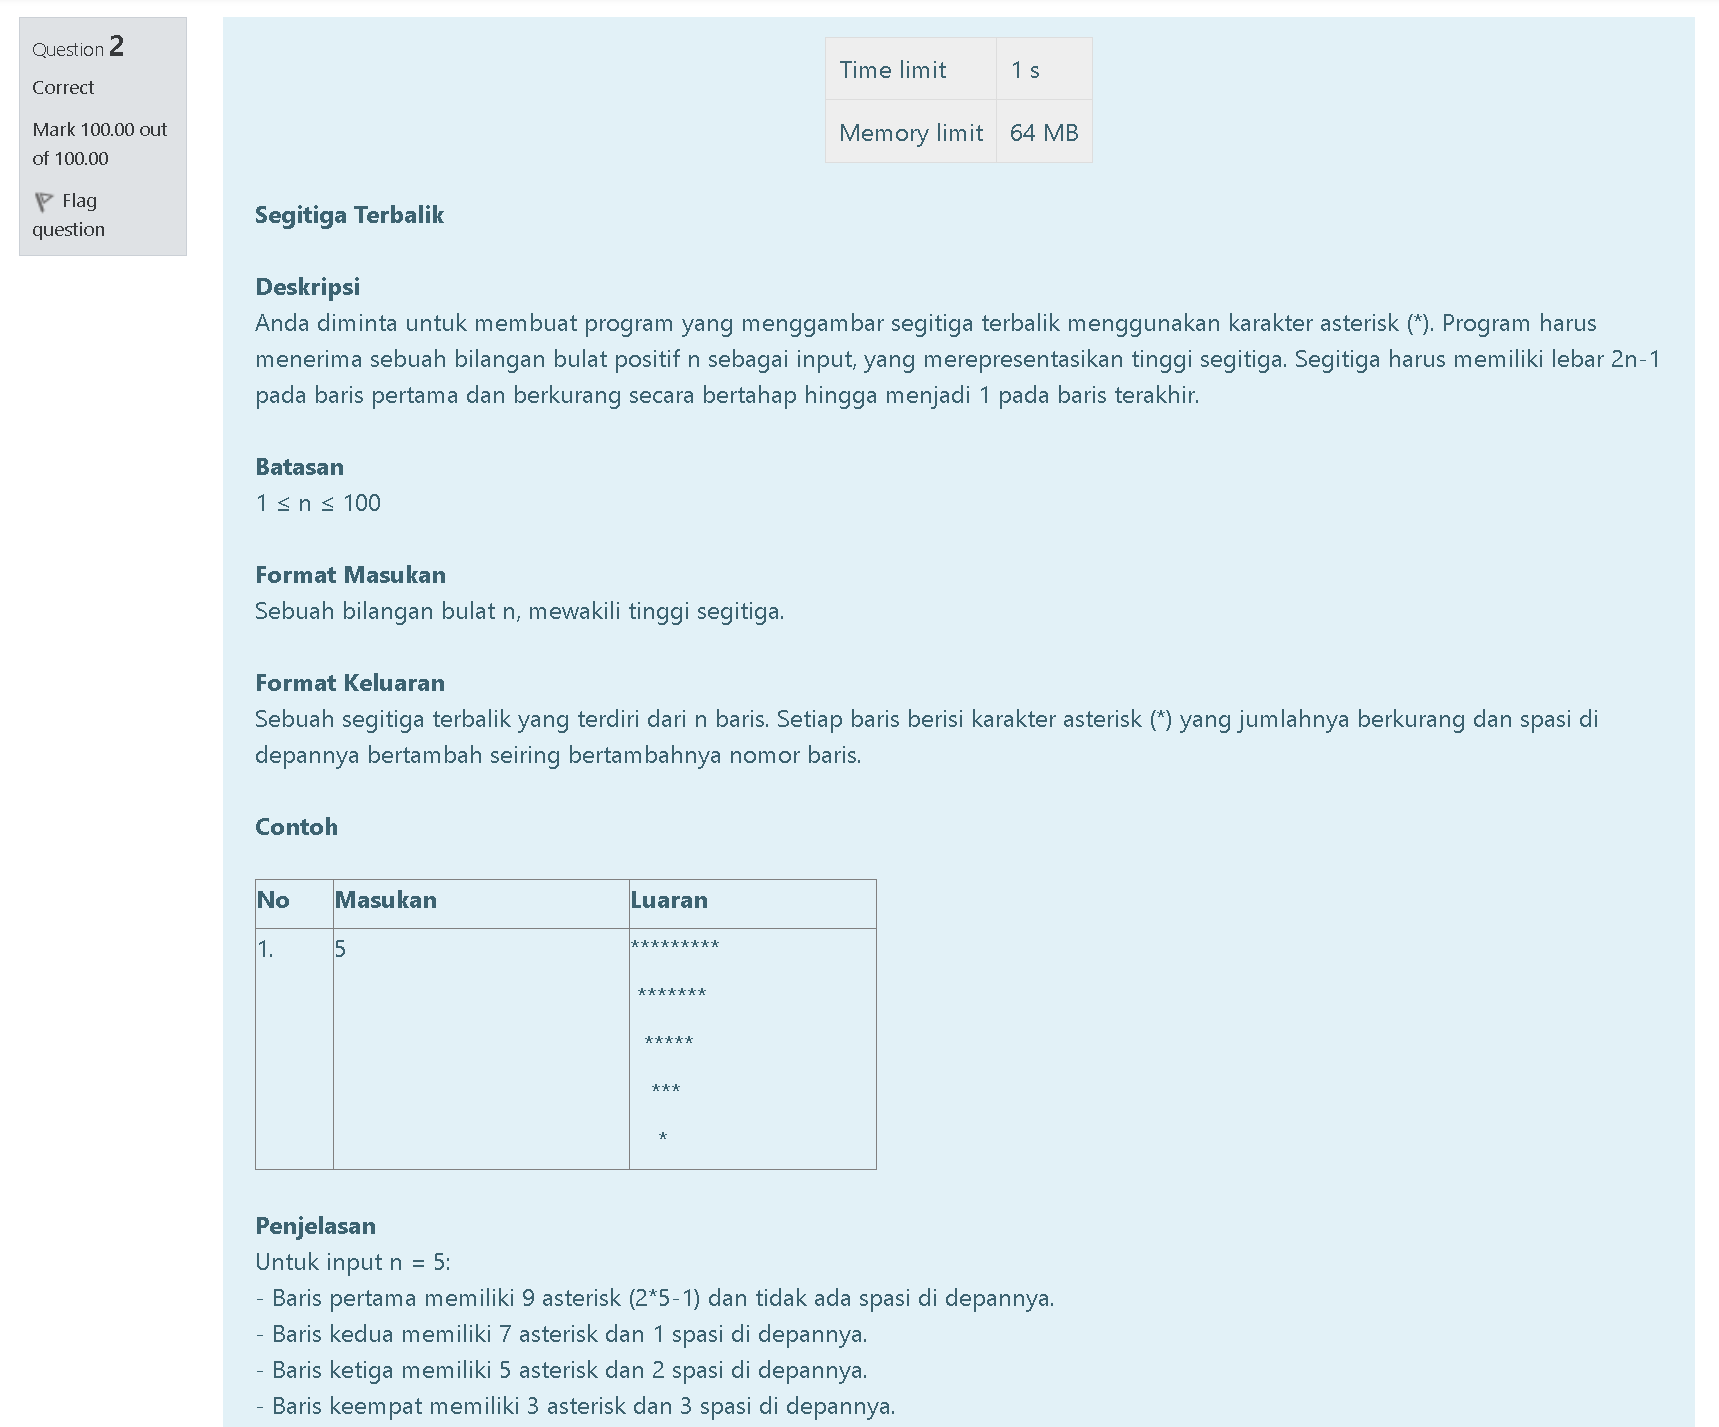 Question 2
Correct
Mark 100.00 out
of 100.00
Flag
question
Time limit 1 s
Memory limit 64 MB
Segitiga Terbalik
Deskripsi
Anda diminta untuk membuat program yang menggambar segitiga terbalik menggunakan karakter asterisk (*). Program harus
menerima sebuah bilangan bulat positif n sebagai input, yang merepresentasikan tinggi segitiga. Segitiga harus memiliki lebar 2n-1
pada baris pertama dan berkurang secara bertahap hingga menjadi 1 pada baris terakhir.
Batasan
1 ≤ n ≤ 100
Format Masukan
Sebuah bilangan bulat n, mewakili tinggi segitiga.
Format Keluaran
Sebuah segitiga terbalik yang terdiri dari n baris. Setiap baris berisi karakter asterisk (*) yang jumlahnya berkurang dan spasi di
depannya bertambah seiring bertambahnya nomor baris.
Contoh
No Masukan Luaran
1. 5 *********
 *******
  *****
   ***
    *
Penjelasan
Untuk input n = 5:
- Baris pertama memiliki 9 asterisk (2*5-1) dan tidak ada spasi di depannya.
- Baris kedua memiliki 7 asterisk dan 1 spasi di depannya.
- Baris ketiga memiliki 5 asterisk dan 2 spasi di depannya.
- Baris keempat memiliki 3 asterisk dan 3 spasi di depannya.